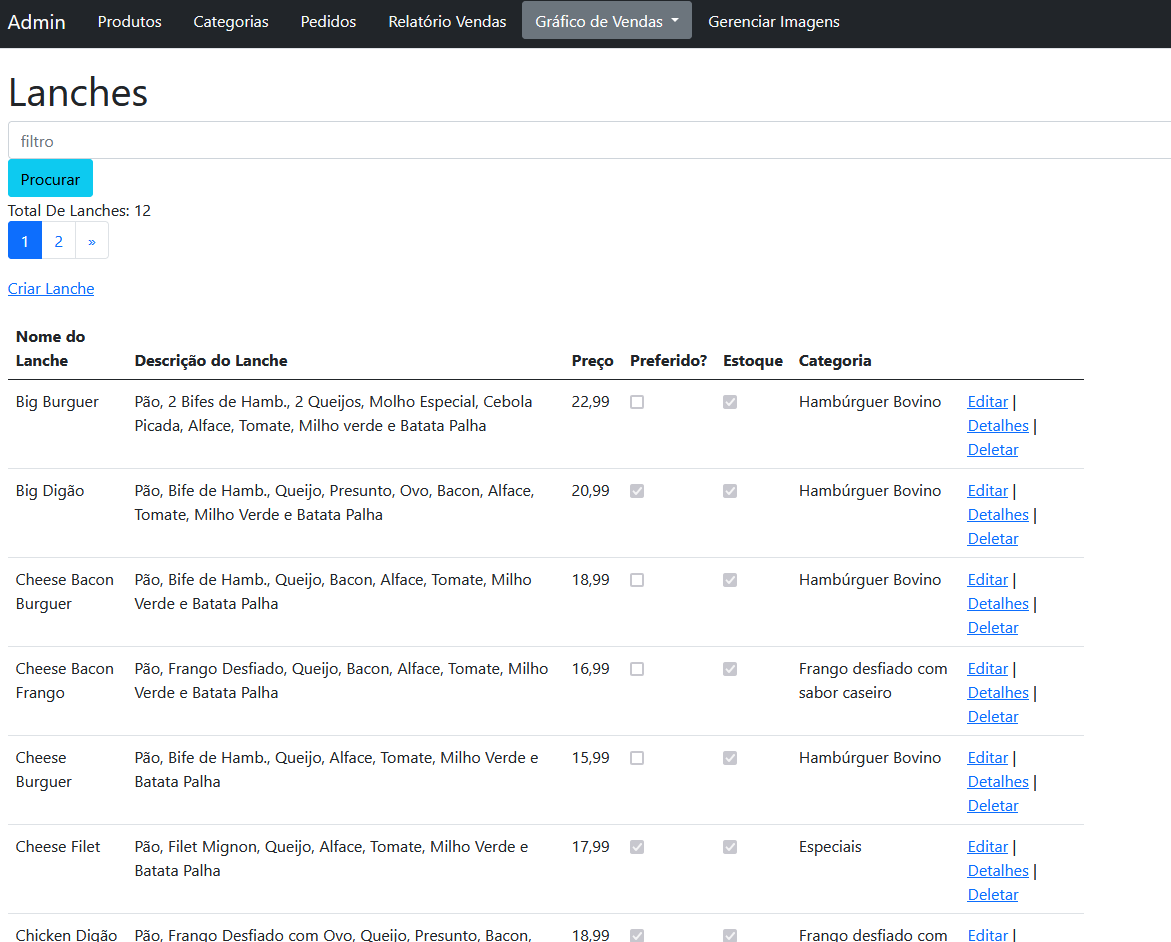 Admin Produtos Categorias Pedidos Relatório Vendas Gráfico de Vendas Gerenciar Imagens
Lanches
filtro
Procurar
Total De Lanches: 12
1 2 »
Criar Lanche
Nome do
Lanche Descrição do Lanche Preço Preferido? Estoque Categoria
Big Burguer Pão, 2 Bifes de Hamb., 2 Queijos, Molho Especial, Cebola 22,99 Hambúrguer Bovino Editar |
Picada, Alface, Tomate, Milho verde e Batata Palha Detalhes |
Deletar
Big Digão Pão, Bife de Hamb., Queijo, Presunto, Ovo, Bacon, Alface, 20,99 Hambúrguer Bovino Editar |
Tomate, Milho Verde e Batata Palha Detalhes |
Deletar
Cheese Bacon Pão, Bife de Hamb., Queijo, Bacon, Alface, Tomate, Milho 18,99 Hambúrguer Bovino Editar |
Burguer Verde e Batata Palha Detalhes |
Deletar
Cheese Bacon Pão, Frango Desfiado, Queijo, Bacon, Alface, Tomate, Milho 16,99 Frango desfiado com Editar |
Frango Verde e Batata Palha sabor caseiro Detalhes |
Deletar
Cheese Pão, Bife de Hamb., Queijo, Alface, Tomate, Milho Verde e 15,99 Hambúrguer Bovino Editar |
Burguer Batata Palha Detalhes |
Deletar
Cheese Filet Pão, Filet Mignon, Queijo, Alface, Tomate, Milho Verde e 17,99 Especiais Editar |
Batata Palha Detalhes |
Deletar
Chicken Digão Pão, Frango Desfiado com Ovo, Queijo, Presunto, Bacon, 18,99 Frango desfiado com Editar |